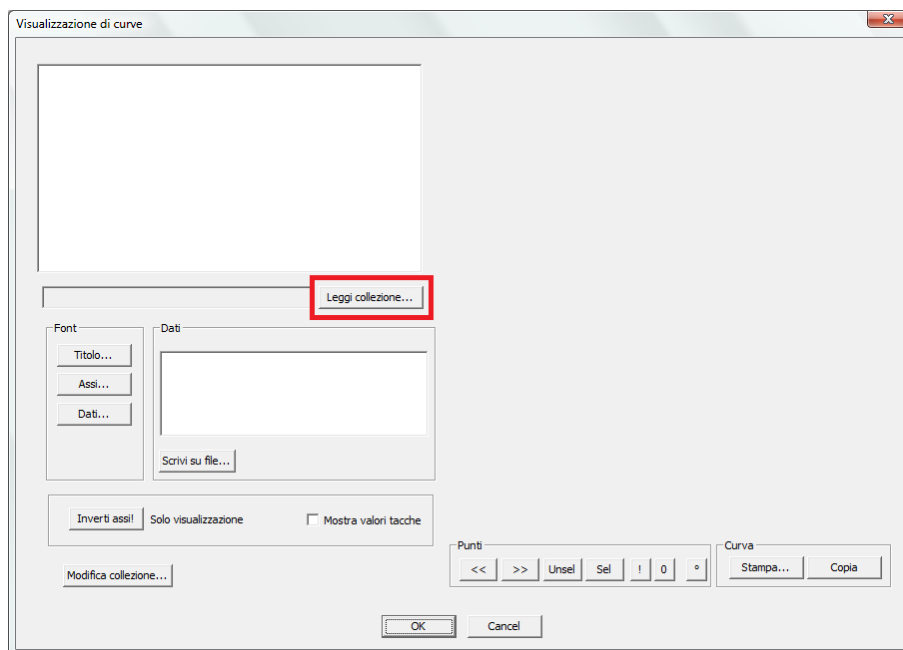 Visualizzazione di curve
Leggi collezione...
Font
Dati
Titolo...
Assi...
Dati...
Scrivi su file...
Inverti assi!
Solo visualizzazione
Mostra valori tacche
Modifica collezione...
Punti
<< >> Unsel Sel ! 0 °
Curva
Stampa... Copia
OK Cancel